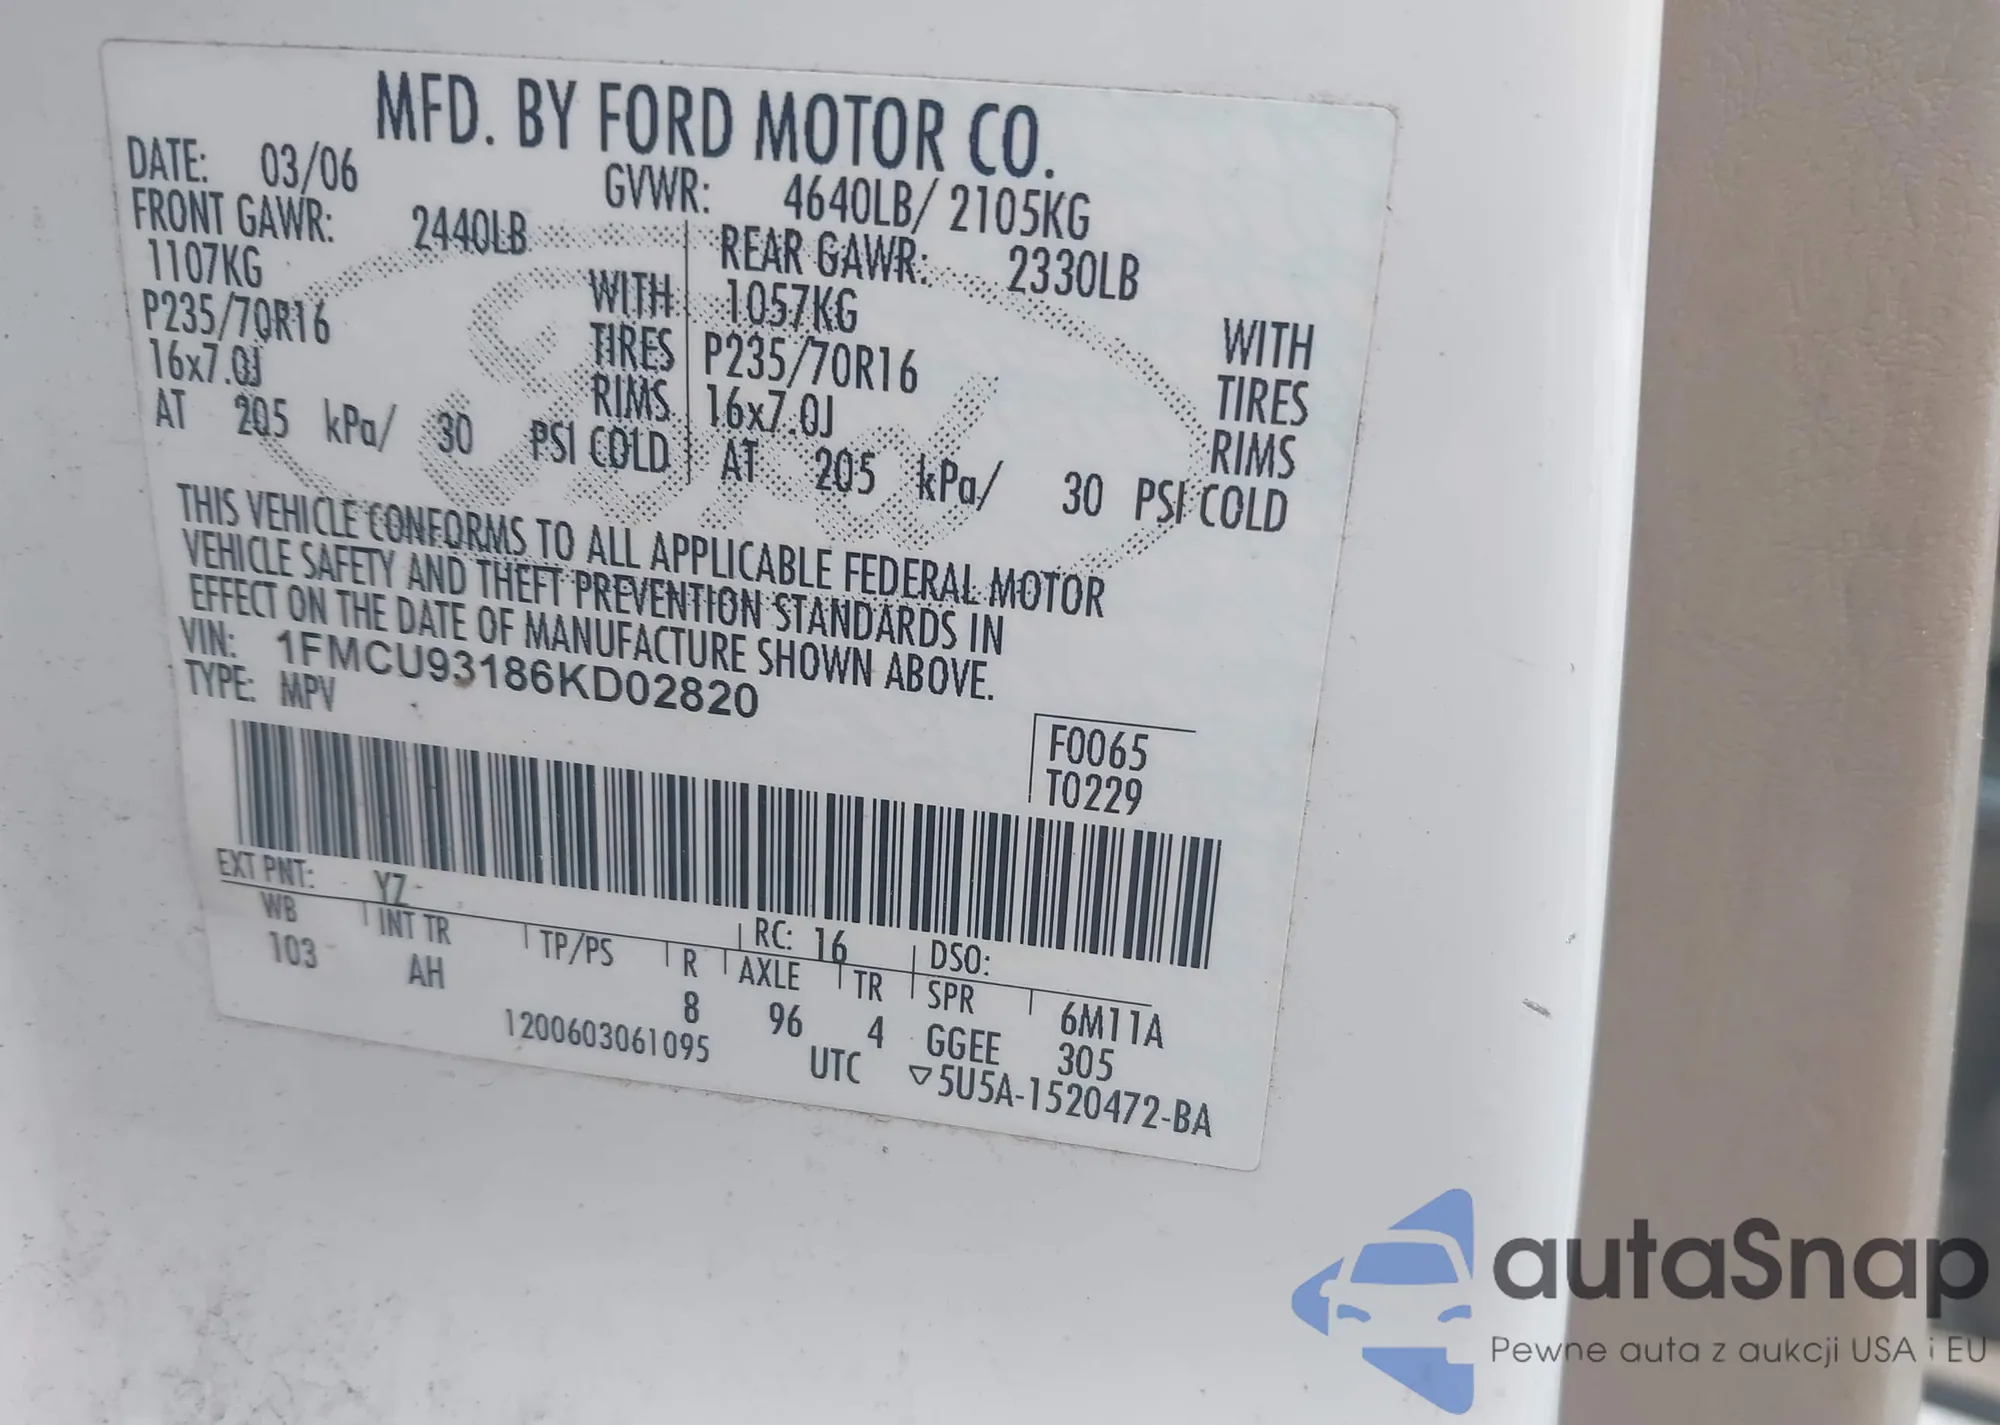 MFD. BY FORD MOTOR CO.
DATE: 03/06 GVWR: 4640LB/ 2105KG
FRONT GAWR: 2440LB REAR GAWR: 2330LB
1107KG WITH 1057KG WITH
P235/70R16 TIRES P235/70R16 TIRES
16x7.0J RIMS 16x7.0J RIMS
AT 205 kPa/ 30 PSI COLD AT 205 kPa/ 30 PSI COLD
THIS VEHICLE CONFORMS TO ALL APPLICABLE FEDERAL MOTOR
VEHICLE SAFETY AND THEFT PREVENTION STANDARDS IN
EFFECT ON THE DATE OF MANUFACTURE SHOWN ABOVE.
VIN: 1FMCU93186KD02820
TYPE: MPV
F0065
T0229
EXT PNT: YZ RC: 16 DSO:
WB INT TR TP/PS R AXLE TR SPR 6M11A
103 AH 8 96 4 GGEE 305
1200603061095 UTC ▽5U5A-1520472-BA
Ford
autaSnap
Pewne auta z aukcji USA i EU